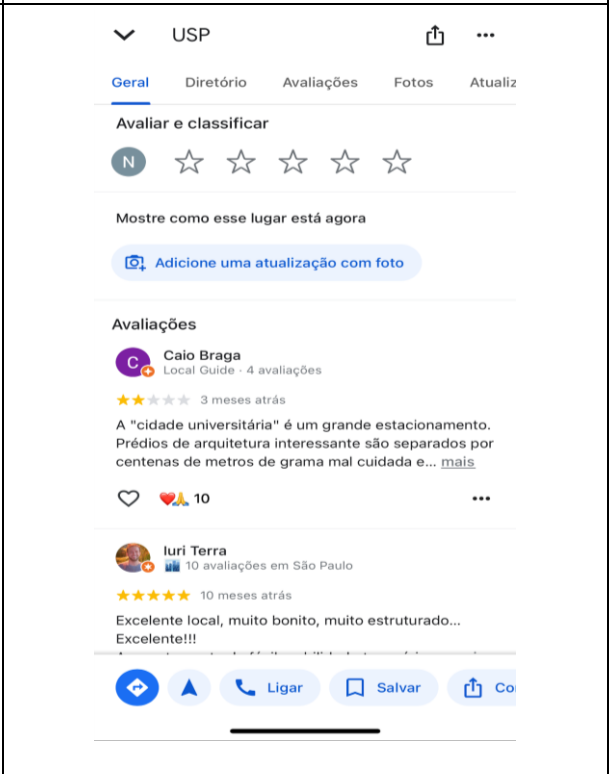 USP
Geral Diretório Avaliações Fotos Atualiz
Avaliar e classificar
N
Mostre como esse lugar está agora
Adicione uma atualização com foto
Avaliações
C
Caio Braga
Local Guide · 4 avaliações
3 meses atrás
A "cidade universitária" é um grande estacionamento.
Prédios de arquitetura interessante são separados por
centenas de metros de grama mal cuidada e... mais
10
Iuri Terra
10 avaliações em São Paulo
10 meses atrás
Excelente local, muito bonito, muito estruturado...
Excelente!!!
Ligar Salvar Co